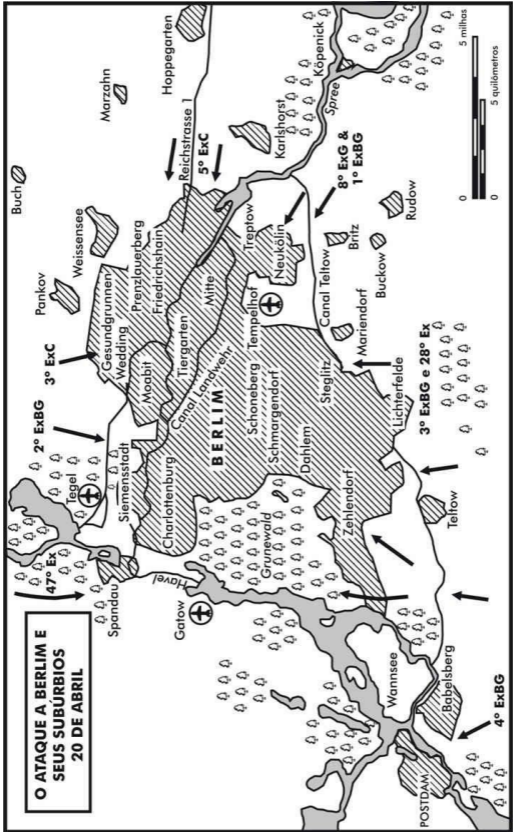 O ATAQUE A BERLIM E
SEUS SUBÚRBIOS
20 DE ABRIL
47º Ex
Tegel
2º ExBG
3º ExC
Pankov
Buch
Weissensee
Marzahn
Hoppegarten
Reichstrasse 1
5º ExC
Spandau
Siemensstadt
Gesundgrunnen
Wedding
Moabit
Prenzlauerberg
Friedrichshain
Mitte
Tiergarten
Canal Landwehr
Charlottenburg
BERLIM
Havel
Gatow
Grunewald
Schoneberg
Schmargendorf
Dahlem
Tempelhof
Treptow
Neukölin
Karlshorst
Köpenick
Spree
8º ExG &
1º ExBG
Steglitz
Canal Teltow
Britz
Mariendorf
Buckow
Rudow
Lichterfelde
3º ExBG e 28º Ex
Zehlendorf
Teltow
Wannsee
Babelsberg
POSTDAM
4º ExBG
0 5 milhas
0 5 quilômetros